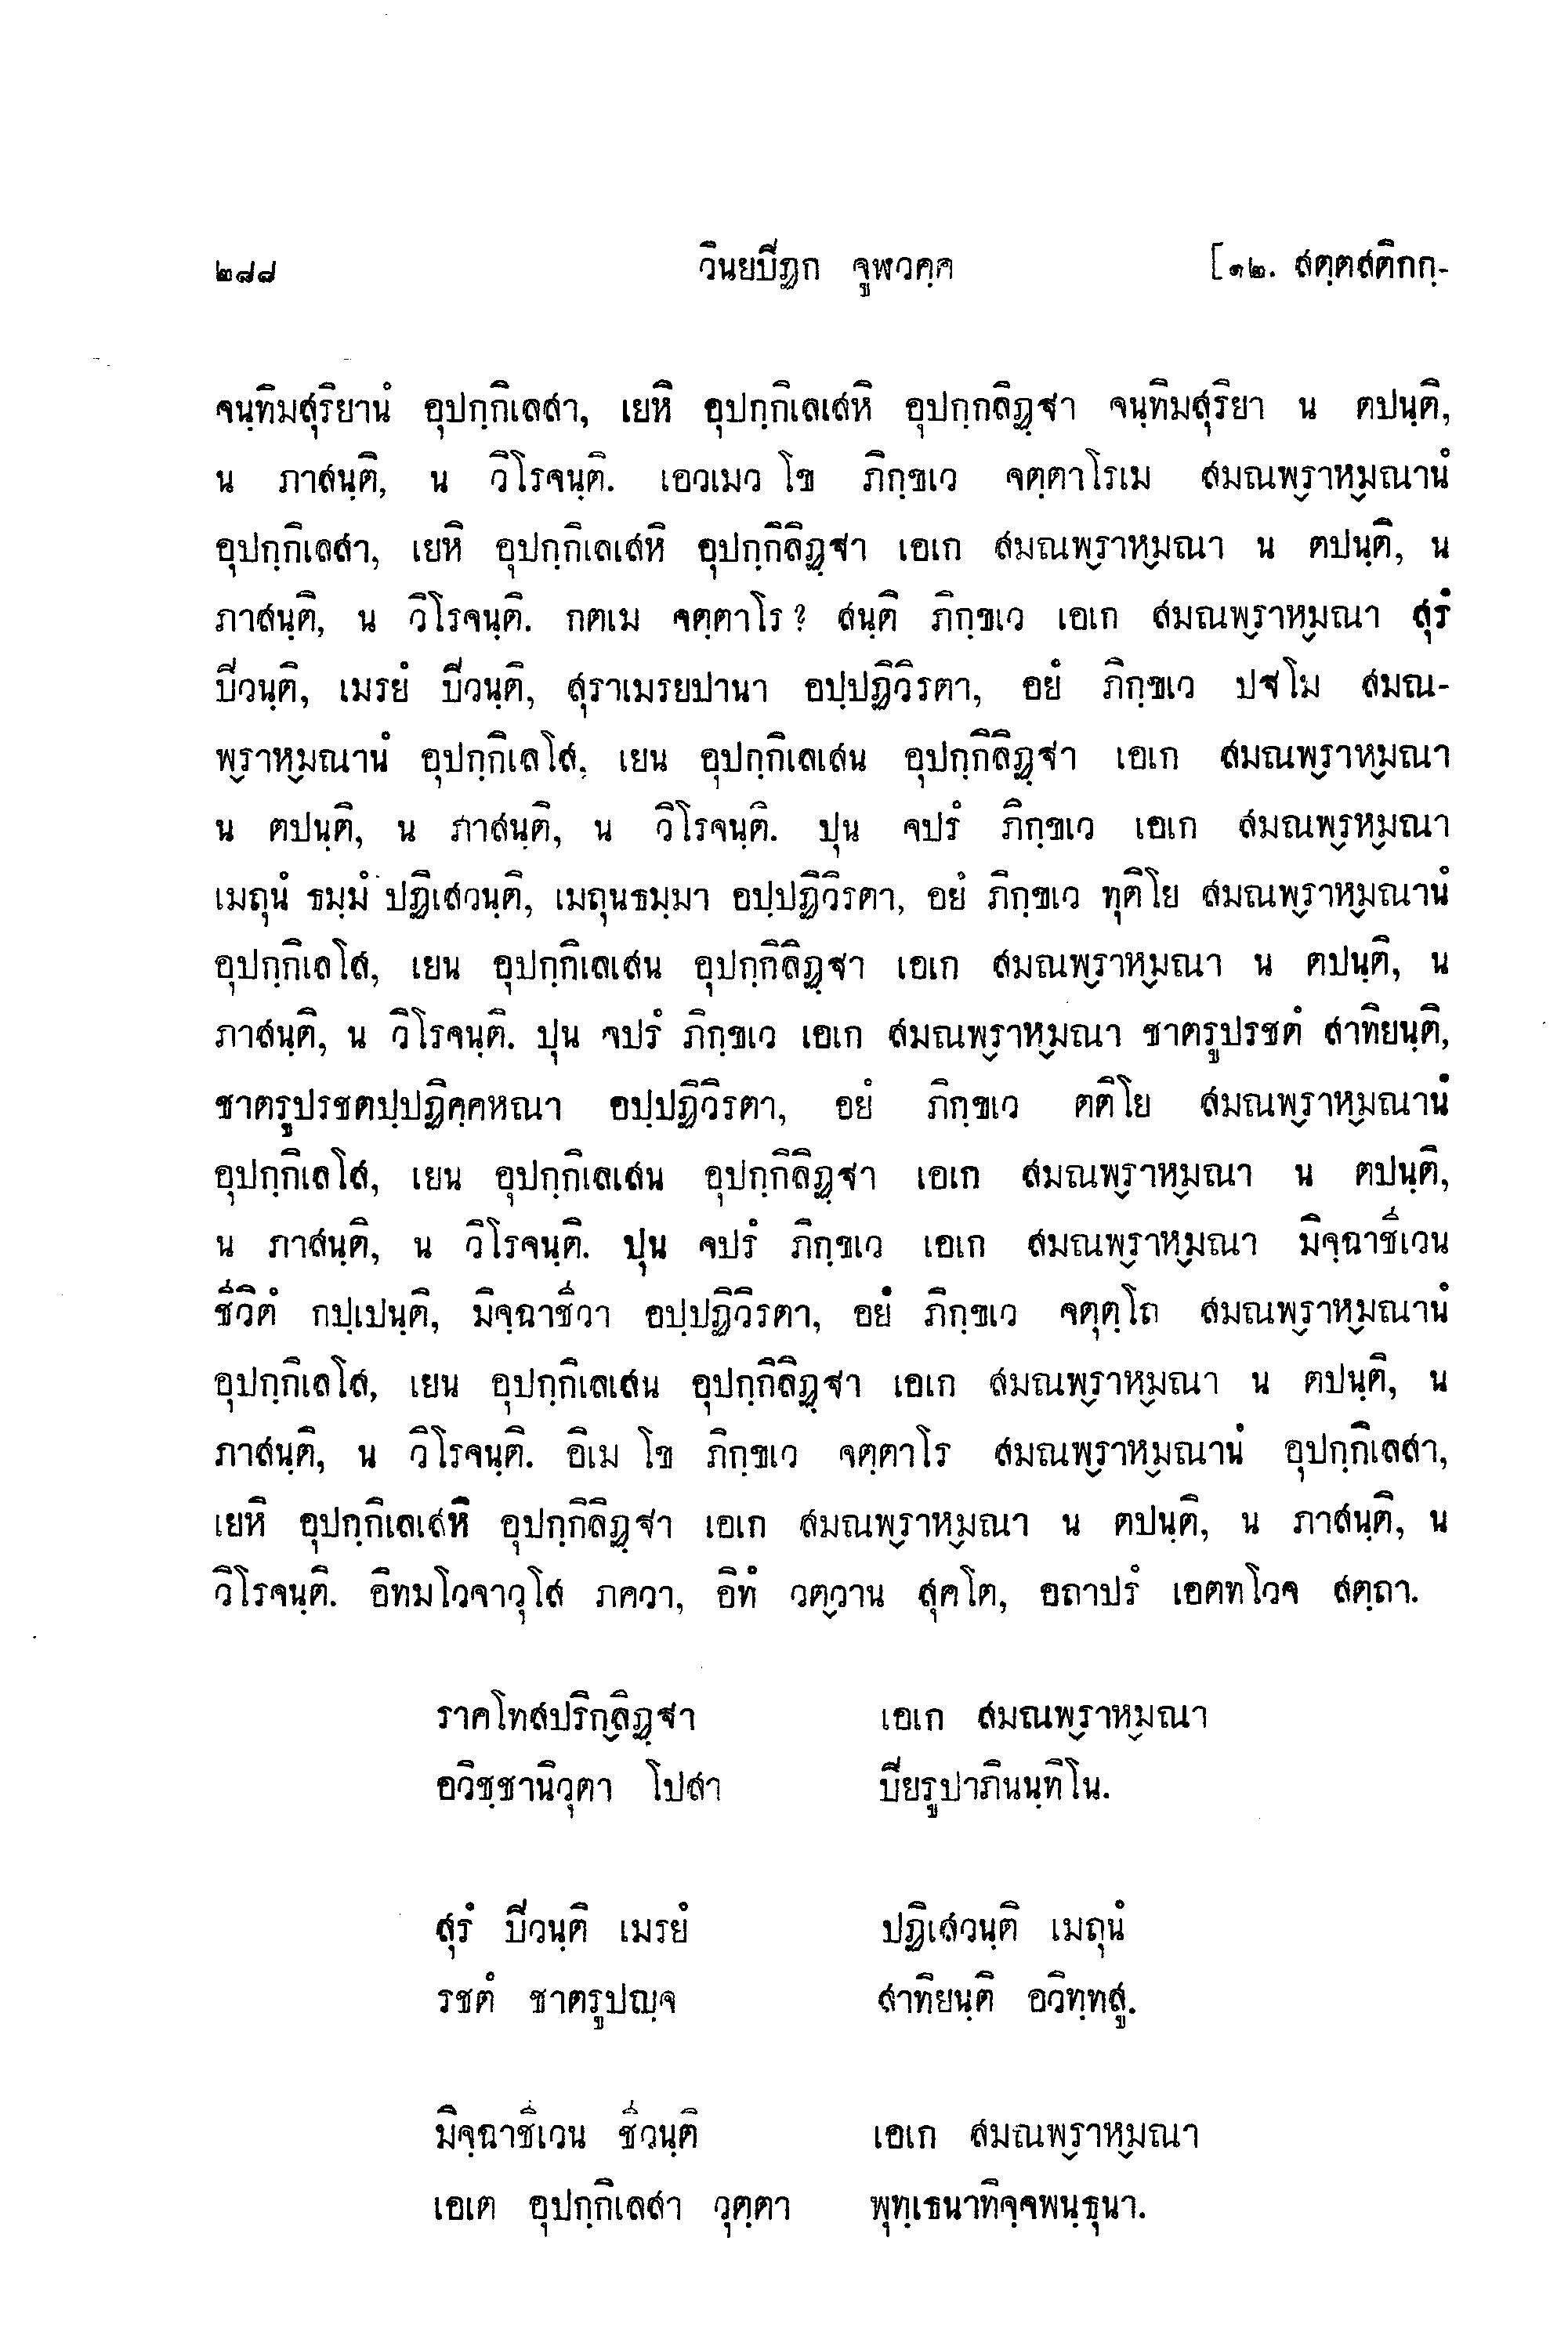 ๒๘๘ วินยปิฏก จูฬวคฺค [๑๒. สตฺตสติกกฺ-
จนฺทิมสุริยานํ อุปกฺกิเลสา, เยหิ อุปกฺกิเลเสหิ อุปกฺกลิฏฺฐา จนฺทิมสุริยา น ตปนฺติ,
น ภาสนฺติ, น วิโรจนฺติ. เอวเมว โข ภิกฺขเว จตฺตาโรเม สมณพฺราหฺมณานํ
อุปกฺกิเลสา, เยหิ อุปกฺกิเลเสหิ อุปกฺกิลิฏฺฐา เอเก สมณพฺราหฺมณา น ตปนฺติ, น
ภาสนฺติ, น วิโรจนฺติ. กตเม จตฺตาโร? สนฺติ ภิกฺขเว เอเก สมณพฺราหฺมณา สุรํ
ปิวนฺติ, เมรยํ ปิวนฺติ, สุราเมรยปานา อปฺปฏิวิรตา, อยํ ภิกฺขเว ปฐโม สมณ-
พฺราหฺมณานํ อุปกฺกิเลโส, เยน อุปกฺกิเลเสน อุปกฺกิลิฏฺฐา เอเก สมณพฺราหฺมณา
น ตปนฺติ, น ภาสนฺติ, น วิโรจนฺติ. ปุน จปรํ ภิกฺขเว เอเก สมณพฺรหฺมณา
เมถุนํ ธมฺมํ ปฏิเสวนฺติ, เมถุนธมฺมา อปฺปฏิวิรตา, อยํ ภิกฺขเว ทุติโย สมณพฺราหฺมณานํ
อุปกฺกิเลโส, เยน อุปกฺกิเลเสน อุปกฺกิลิฏฺฐา เอเก สมณพฺราหฺมณา น ตปนฺติ, น
ภาสนฺติ, น วิโรจนฺติ. ปุน จปรํ ภิกฺขเว เอเก สมณพฺราหฺมณา ชาตรูปรชตํ สาทิยนฺติ,
ชาตรูปรชตปฺปฏิคฺคหณา อปฺปฏิวิรตา, อยํ ภิกฺขเว ตติโย สมณพฺราหฺมณานํ
อุปกฺกิเลโส, เยน อุปกฺกิเลเสน อุปกฺกิลิฏฺฐา เอเก สมณพฺราหฺมณา น ตปนฺติ,
น ภาสนฺติ, น วิโรจนฺติ. ปุน จปรํ ภิกฺขเว เอเก สมณพฺราหฺมณา มิจฺฉาชีเวน
ชีวิตํ กปฺเปนฺติ, มิจฺฉาชีวา อปฺปฏิวิรตา, อยํ ภิกฺขเว จตุตฺโถ สมณพฺราหฺมณานํ
อุปกฺกิเลโส, เยน อุปกฺกิเลเสน อุปกฺกิลิฏฺฐา เอเก สมณพฺราหฺมณา น ตปนฺติ, น
ภาสนฺติ, น วิโรจนฺติ. อิเม โข ภิกฺขเว จตฺตาโร สมณพฺราหฺมณานํ อุปกฺกิเลสา,
เยหิ อุปกฺกิเลเสหิ อุปกฺกิลิฏฺฐา เอเก สมณพฺราหฺมณา น ตปนฺติ, น ภาสนฺติ, น
วิโรจนฺติ. อิทมโวจาวุโส ภควา, อิทํ วตฺวาน สุคโต, อถาปรํ เอตทโวจ สตฺถา.
ราคโทสปริกฺลิฏฺฐา เอเก สมณพฺราหฺมณา
อวิชฺชานิวุตา โปสา ปิยรูปาภินนฺทิโน.
สุรํ ปิวนฺติ เมรยํ ปฏิเสวนฺติ เมถุนํ
รชตํ ชาตรูปญฺจ สาทิยนฺติ อวิทฺทสู.
มิจฺฉาชีเวน ชีวนฺติ เอเก สมณพฺราหฺมณา
เอเต อุปกฺกิเลสา วุตฺตา พุทฺเธนาทิจฺจพนฺธุนา.